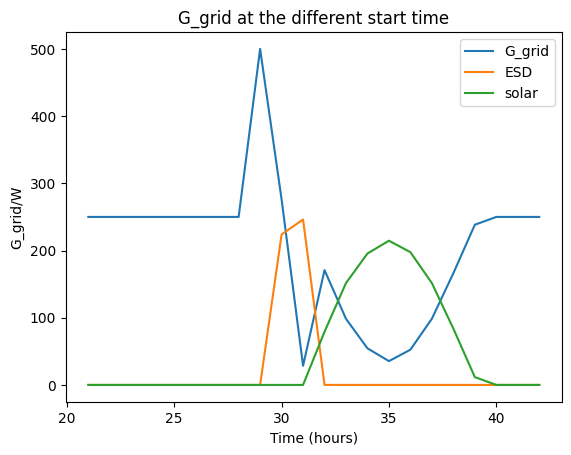 G_grid at the different start time
G_grid
ESD
solar
G_grid/W
500
400
300
200
100
0
20
25
30
35
40
Time (hours)